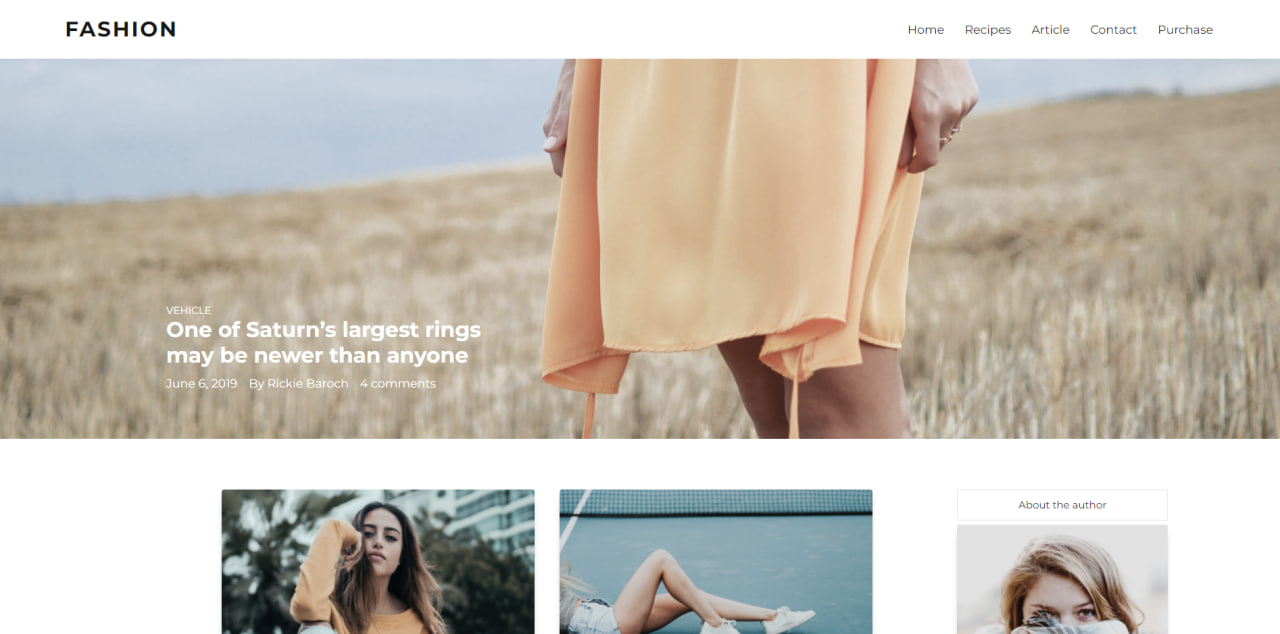 FASHION
Home Recipes Article Contact Purchase
VEHICLE
One of Saturn’s largest rings
may be newer than anyone
June 6, 2019 By Rickie Baroch 4 comments
About the author